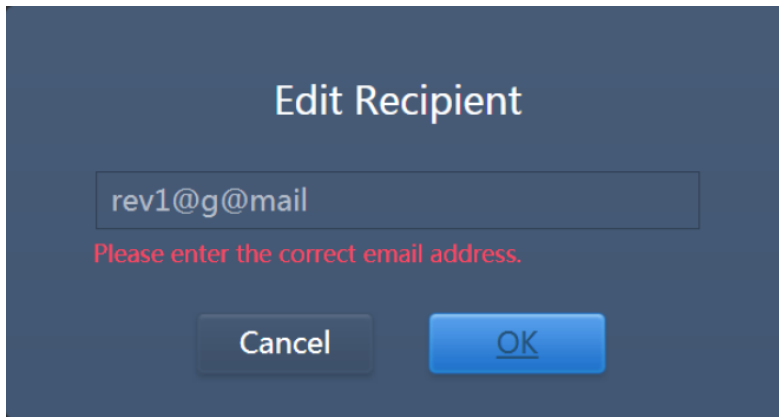 Edit Recipient
rev1@g@mail
Please enter the correct email address.
Cancel OK